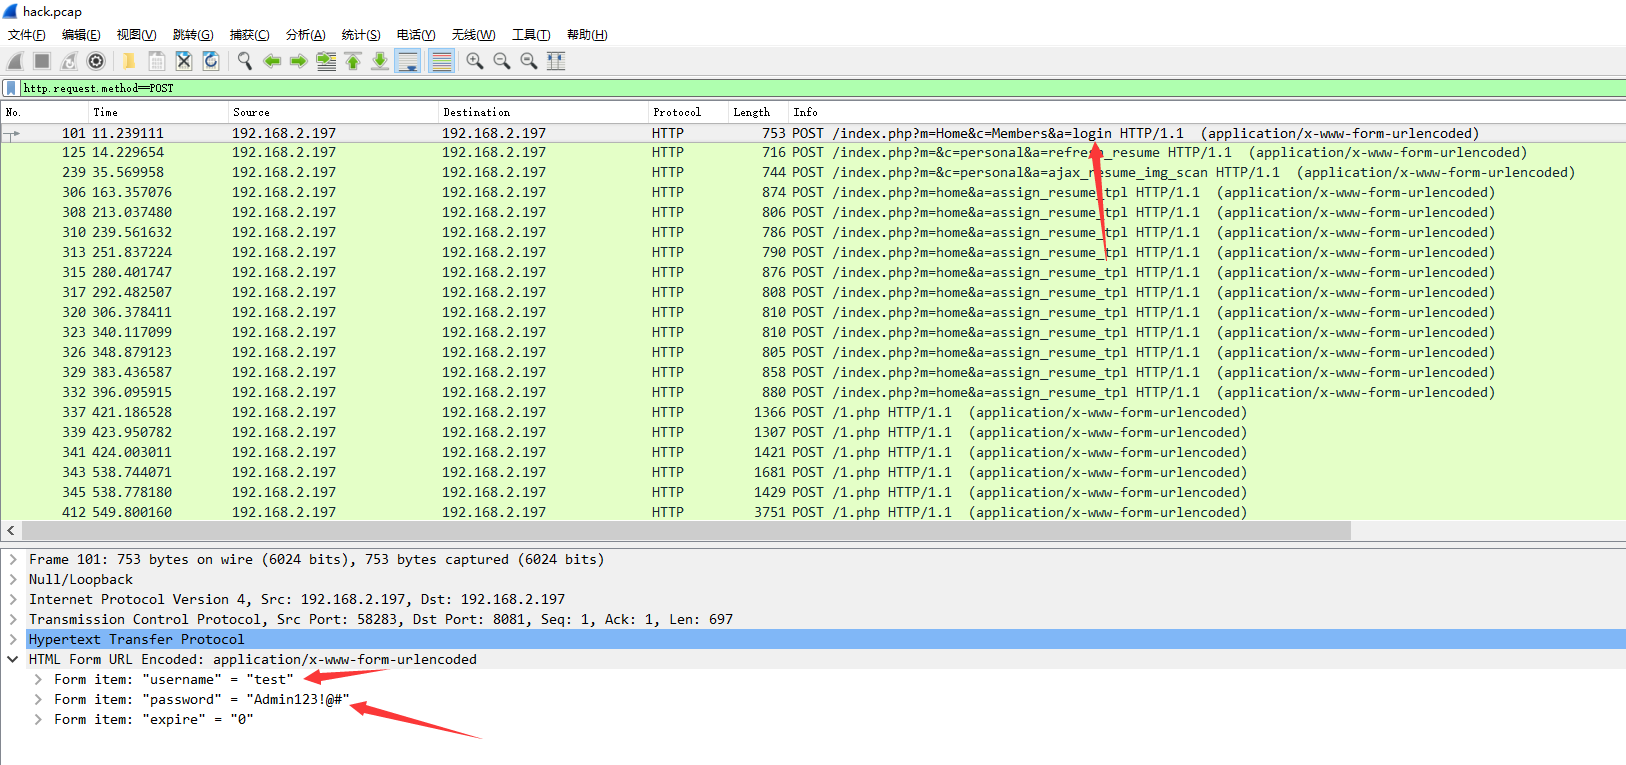 hack.pcap
文件(F) 编辑(E) 视图(V) 跳转(G) 捕获(C) 分析(A) 统计(S) 电话(Y) 无线(W) 工具(T) 帮助(H)
http.request.method==POST
No. Time Source Destination Protocol Length Info
101 11.239111 192.168.2.197 192.168.2.197 HTTP 753 POST /index.php?m=Home&c=Members&a=login HTTP/1.1 (application/x-www-form-urlencoded)
125 14.229654 192.168.2.197 192.168.2.197 HTTP 716 POST /index.php?m=&c=personal&a=refresh_resume HTTP/1.1 (application/x-www-form-urlencoded)
239 35.569958 192.168.2.197 192.168.2.197 HTTP 744 POST /index.php?m=&c=personal&a=ajax_resume_img_scan HTTP/1.1 (application/x-www-form-urlencoded)
306 163.357076 192.168.2.197 192.168.2.197 HTTP 874 POST /index.php?m=home&a=assign_resume_tpl HTTP/1.1 (application/x-www-form-urlencoded)
308 213.037480 192.168.2.197 192.168.2.197 HTTP 806 POST /index.php?m=home&a=assign_resume_tpl HTTP/1.1 (application/x-www-form-urlencoded)
310 239.561632 192.168.2.197 192.168.2.197 HTTP 786 POST /index.php?m=home&a=assign_resume_tpl HTTP/1.1 (application/x-www-form-urlencoded)
313 251.837224 192.168.2.197 192.168.2.197 HTTP 790 POST /index.php?m=home&a=assign_resume_tpl HTTP/1.1 (application/x-www-form-urlencoded)
315 280.401747 192.168.2.197 192.168.2.197 HTTP 876 POST /index.php?m=home&a=assign_resume_tpl HTTP/1.1 (application/x-www-form-urlencoded)
317 292.482507 192.168.2.197 192.168.2.197 HTTP 808 POST /index.php?m=home&a=assign_resume_tpl HTTP/1.1 (application/x-www-form-urlencoded)
320 306.378411 192.168.2.197 192.168.2.197 HTTP 810 POST /index.php?m=home&a=assign_resume_tpl HTTP/1.1 (application/x-www-form-urlencoded)
323 340.117099 192.168.2.197 192.168.2.197 HTTP 810 POST /index.php?m=home&a=assign_resume_tpl HTTP/1.1 (application/x-www-form-urlencoded)
326 348.879123 192.168.2.197 192.168.2.197 HTTP 805 POST /index.php?m=home&a=assign_resume_tpl HTTP/1.1 (application/x-www-form-urlencoded)
329 383.436587 192.168.2.197 192.168.2.197 HTTP 858 POST /index.php?m=home&a=assign_resume_tpl HTTP/1.1 (application/x-www-form-urlencoded)
332 396.095915 192.168.2.197 192.168.2.197 HTTP 880 POST /index.php?m=home&a=assign_resume_tpl HTTP/1.1 (application/x-www-form-urlencoded)
337 421.186528 192.168.2.197 192.168.2.197 HTTP 1366 POST /1.php HTTP/1.1 (application/x-www-form-urlencoded)
339 423.950782 192.168.2.197 192.168.2.197 HTTP 1307 POST /1.php HTTP/1.1 (application/x-www-form-urlencoded)
341 424.003011 192.168.2.197 192.168.2.197 HTTP 1421 POST /1.php HTTP/1.1 (application/x-www-form-urlencoded)
343 538.744071 192.168.2.197 192.168.2.197 HTTP 1681 POST /1.php HTTP/1.1 (application/x-www-form-urlencoded)
345 538.778180 192.168.2.197 192.168.2.197 HTTP 1429 POST /1.php HTTP/1.1 (application/x-www-form-urlencoded)
412 549.800160 192.168.2.197 192.168.2.197 HTTP 3751 POST /1.php HTTP/1.1 (application/x-www-form-urlencoded)
Frame 101: 753 bytes on wire (6024 bits), 753 bytes captured (6024 bits)
Null/Loopback
Internet Protocol Version 4, Src: 192.168.2.197, Dst: 192.168.2.197
Transmission Control Protocol, Src Port: 58283, Dst Port: 8081, Seq: 1, Ack: 1, Len: 697
Hypertext Transfer Protocol
HTML Form URL Encoded: application/x-www-form-urlencoded
Form item: "username" = "test"
Form item: "password" = "Admin123!@#"
Form item: "expire" = "0"